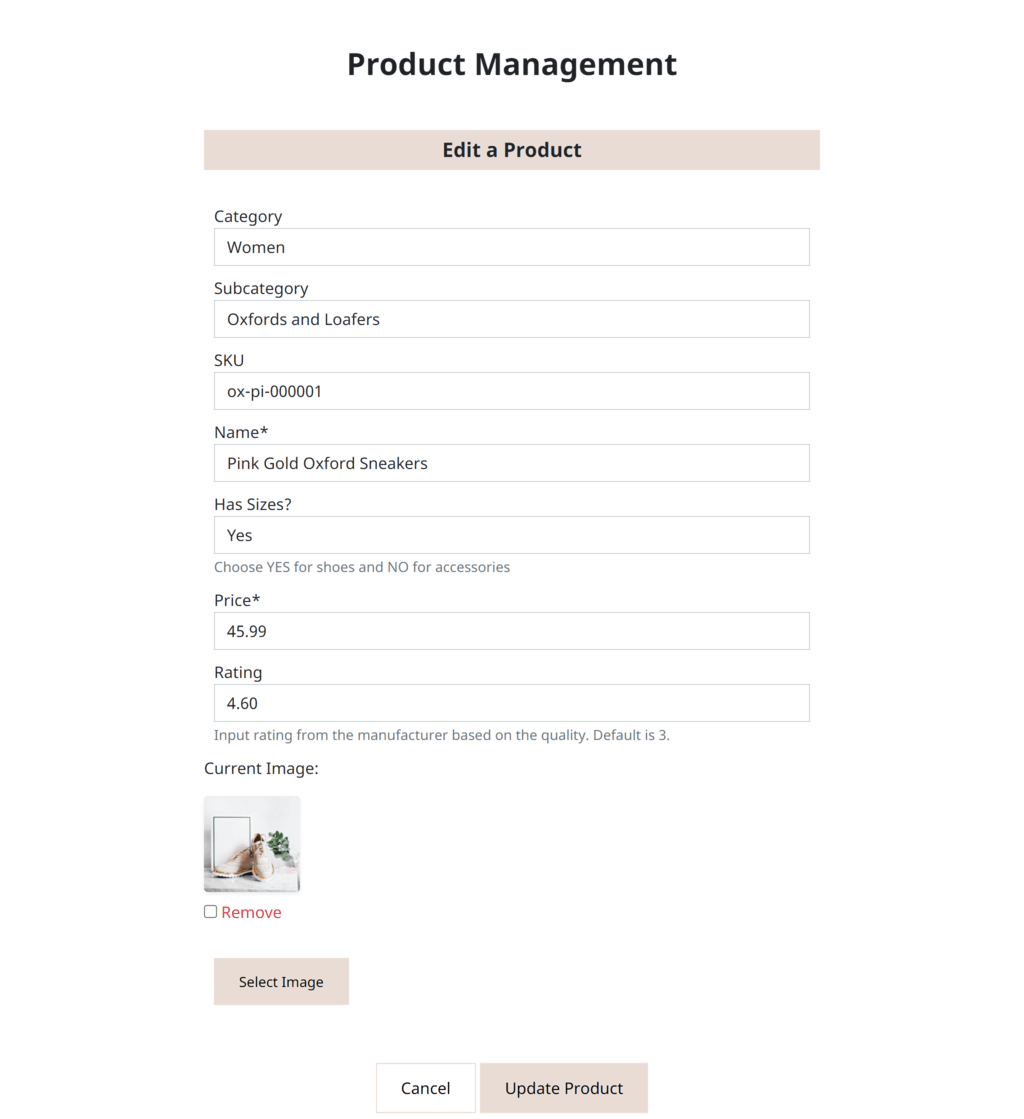 Product Management
Edit a Product
Category
Women
Subcategory
Oxfords and Loafers
SKU
ox-pi-000001
Name*
Pink Gold Oxford Sneakers
Has Sizes?
Yes
Choose YES for shoes and NO for accessories
Price*
45.99
Rating
4.60
Input rating from the manufacturer based on the quality. Default is 3.
Current Image:
Remove
Select Image
Cancel Update Product